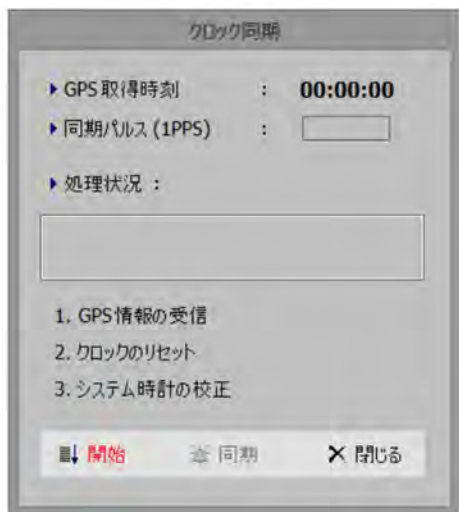 クロック同期
GPS 取得時刻 : 00:00:00
同期パルス (1PPS) :
処理状況 :
1. GPS情報の受信
2. クロックのリセット
3. システム時計の校正
開始 同期 × 閉じる